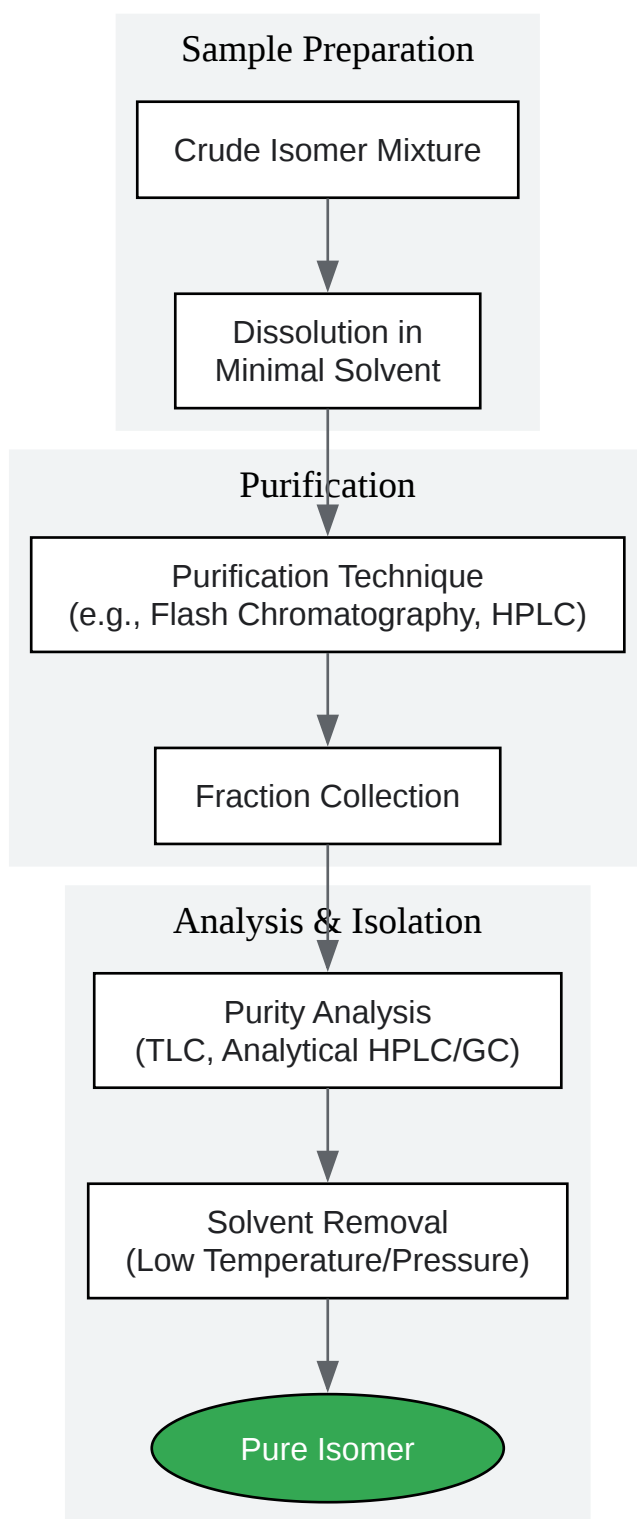 Sample Preparation
Crude Isomer Mixture
Dissolution in
Minimal Solvent
Purification
Purification Technique
(e.g., Flash Chromatography, HPLC)
Fraction Collection
Analysis & Isolation
Purity Analysis
(TLC, Analytical HPLC/GC)
Solvent Removal
(Low Temperature/Pressure)
Pure Isomer